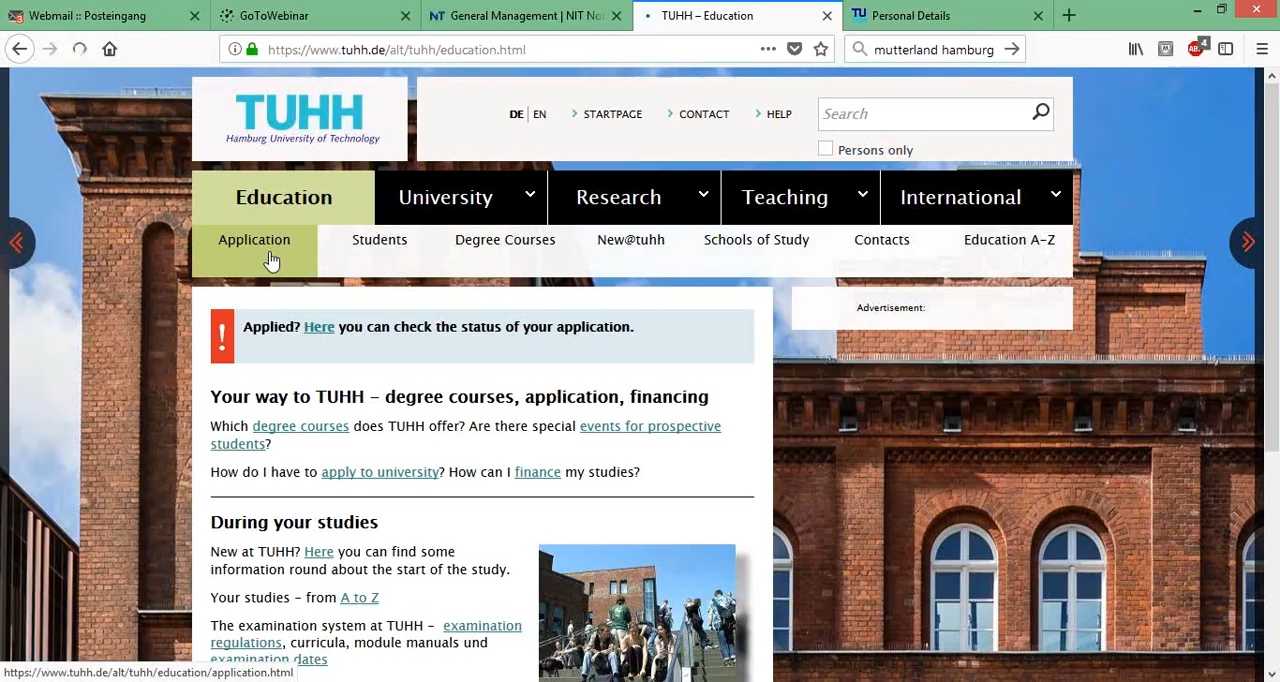 Webmail :: Posteingang
GoToWebinar
NT General Management | NIT No
TUHH – Education
TU Personal Details
https://www.tuhh.de/alt/tuhh/education.html
mutterland hamburg
4
TUHH
Hamburg University of Technology
DE | EN
STARTPAGE
CONTACT
HELP
Search
Persons only
Education
University
Research
Teaching
International
Application
Students
Degree Courses
New@tuhh
Schools of Study
Contacts
Education A-Z
! Applied? Here you can check the status of your application.
Advertisement:
Your way to TUHH – degree courses, application, financing
Which degree courses does TUHH offer? Are there special events for prospective
students?
How do I have to apply to university? How can I finance my studies?
During your studies
New at TUHH? Here you can find some
information round about the start of the study.
Your studies – from A to Z
The examination system at TUHH – examination
regulations, curricula, module manuals und
examination dates
https://www.tuhh.de/alt/tuhh/education/application.html